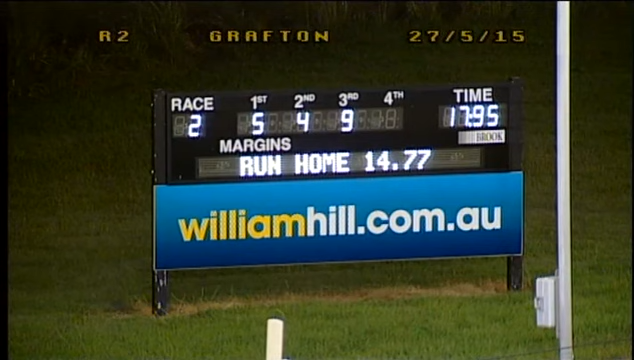 R2 GRAFTON 27/5/15
RACE 1ST 2ND 3RD 4TH TIME
2 5 4 9 17.95
BROOK
MARGINS
RUN HOME 14.77
williamhill.com.au